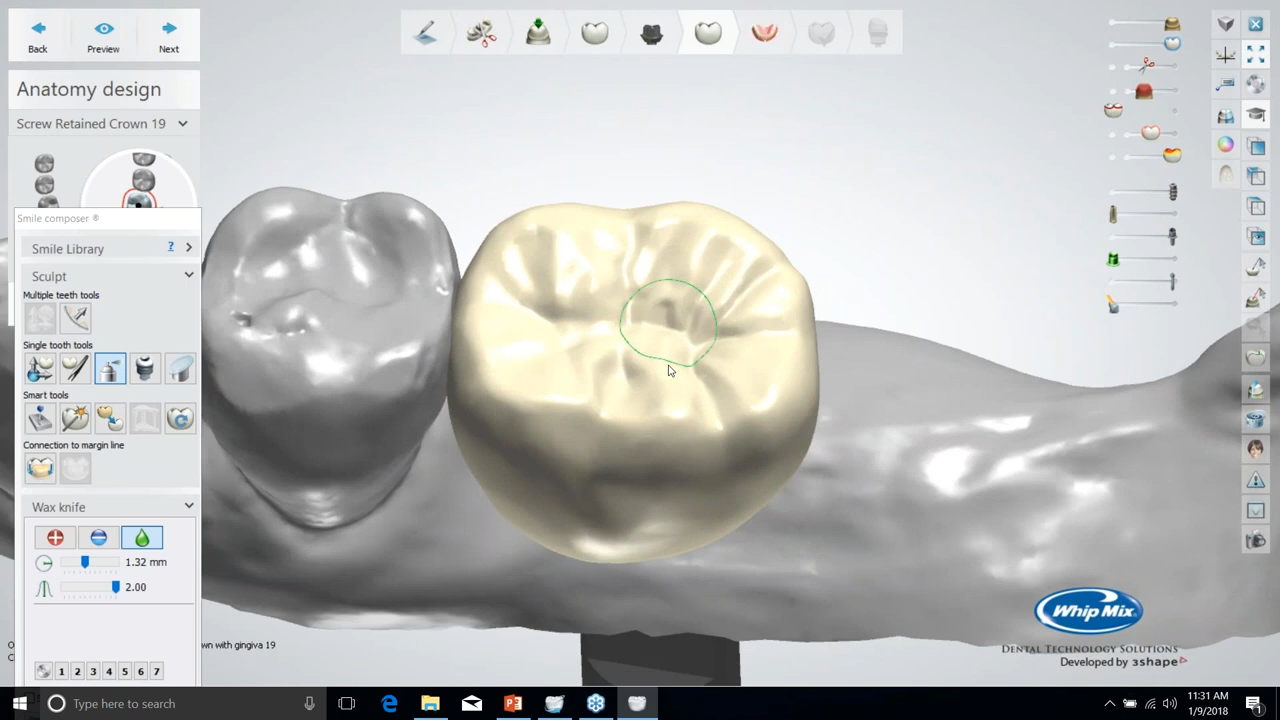 Back
Preview
Next
Anatomy design
Screw Retained Crown 19
Smile composer ®
Smile Library
?
Sculpt
Multiple teeth tools
Single tooth tools
Smart tools
Connection to margin line
Wax knife
1.32 mm
2.00
wn with gingiva 19
1 2 3 4 5 6 7
Whip Mix
DENTAL TECHNOLOGY SOLUTIONS
Developed by 3shape
Type here to search
11:31 AM
1/9/2018
1